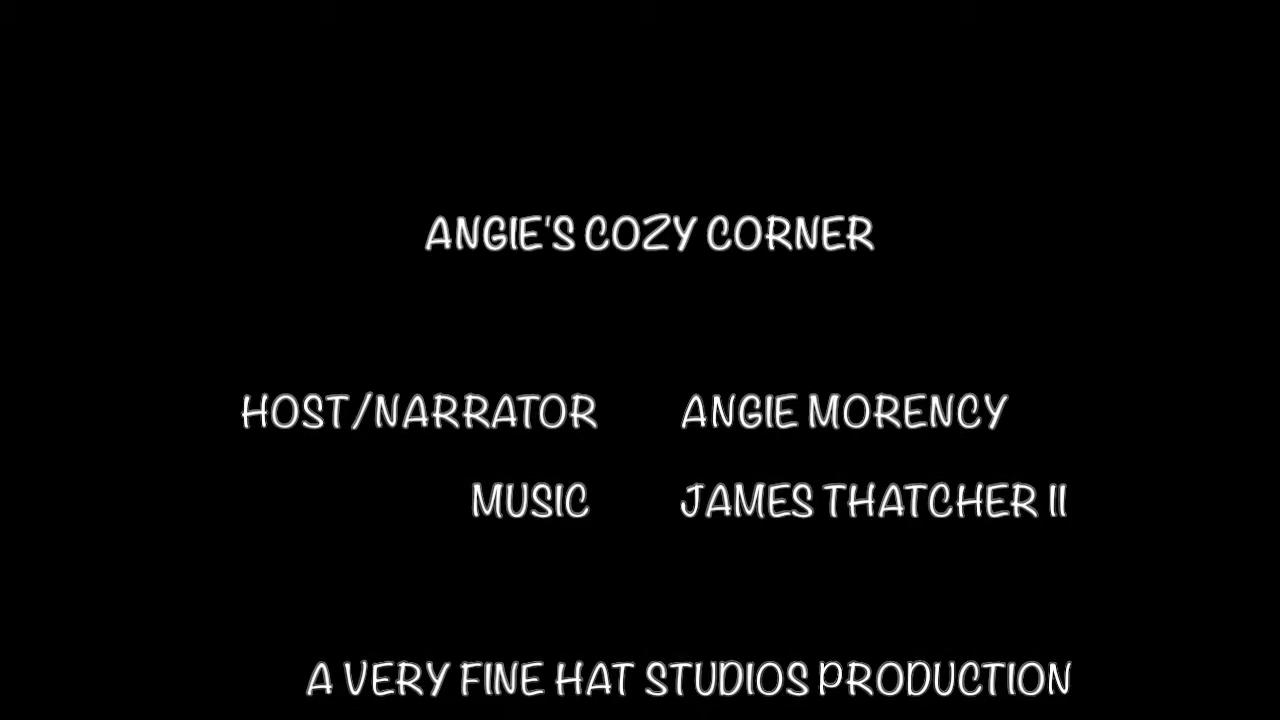 ANGIE'S COZY CORNER
HOST/NARRATOR ANGIE MORENCY
MUSIC JAMES THATCHER II
A VERY FINE HAT STUDIOS PRODUCTION